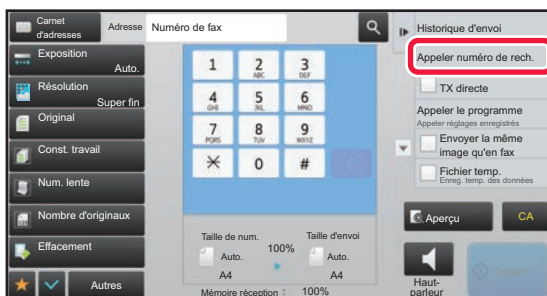 Carnet
d'adresses
Adresse
Numéro de fax
Exposition
Auto.
Résolution
Super fin
Original
Const. travail
Num. lente
Nombre d'originaux
Effacement
Autres
1
2
ABC
3
DEF
4
GHI
5
JKL
6
MNO
7
PQRS
8
TUV
9
WXYZ
0
#
C
Taille de num.
100%
Taille d'envoi
Auto.
Auto.
A4
A4
Mémoire réception : 100%
Historique d'envoi
Appeler numéro de rech.
TX directe
Appeler le programme
Appeler réglages enregistrés
Envoyer la même
image qu'en fax
Fichier temp.
Enreg. temp. des données
Aperçu
CA
Haut-
parleur
Départ